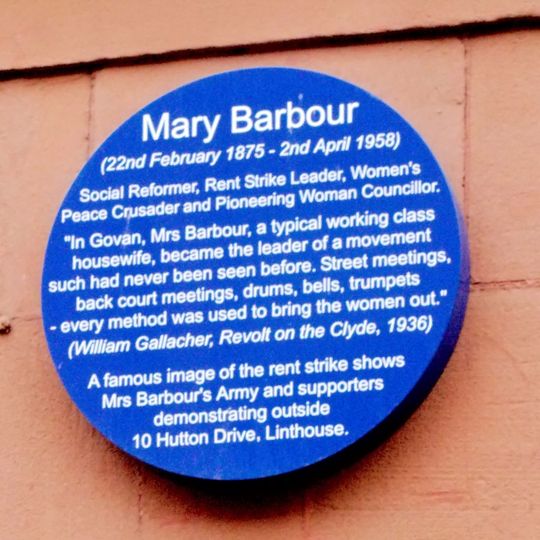 Mary Barbour
(22nd February 1875 - 2nd April 1958)
Social Reformer, Rent Strike Leader, Women's
Peace Crusader and Pioneering Woman Councillor.
"In Govan, Mrs Barbour, a typical working class
housewife, became the leader of a movement
such had never been seen before. Street meetings,
back court meetings, drums, bells, trumpets
- every method was used to bring the women out."
(William Gallacher, Revolt on the Clyde, 1936)
A famous image of the rent strike shows
Mrs Barbour's Army and supporters
demonstrating outside
10 Hutton Drive, Linthouse.